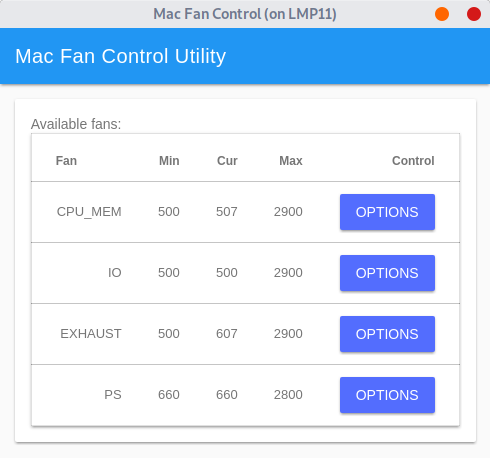 Mac Fan Control (on LMP11)
Mac Fan Control Utility
Available fans:
Fan Min Cur Max Control
CPU_MEM 500 507 2900 OPTIONS
IO 500 500 2900 OPTIONS
EXHAUST 500 607 2900 OPTIONS
PS 660 660 2800 OPTIONS